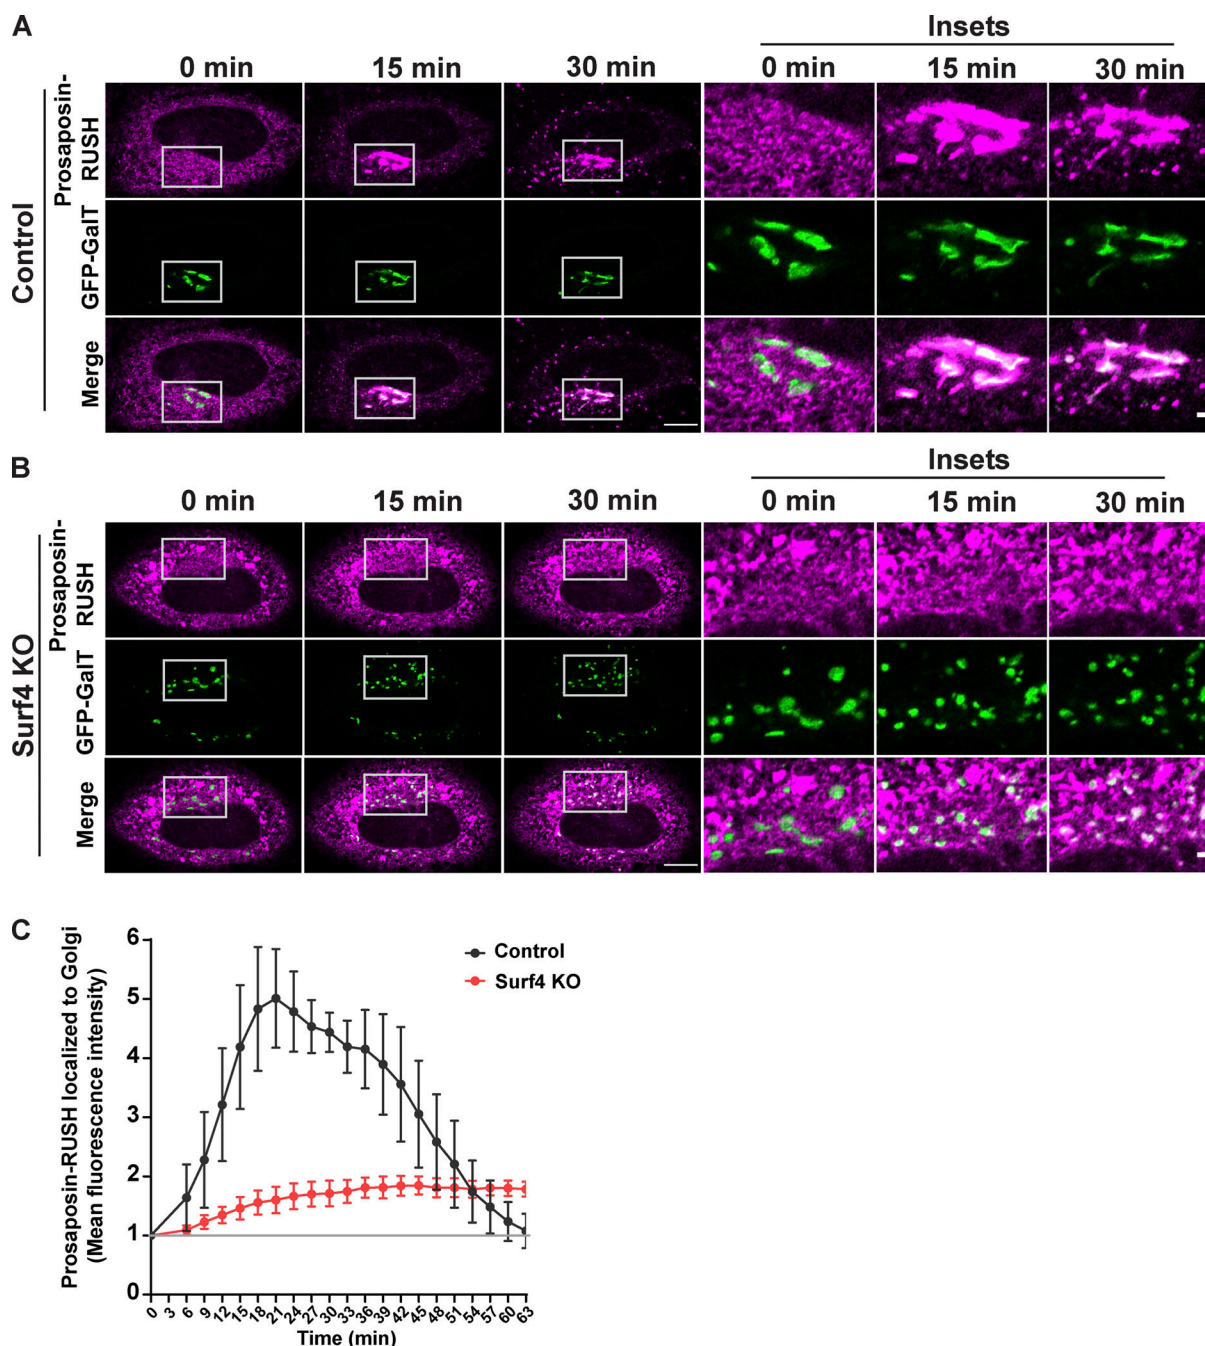 A
Insets
0 min 15 min 30 min 0 min 15 min 30 min
Control
Prosaposin-
RUSH
GFP-GalT
Merge
B
Insets
0 min 15 min 30 min 0 min 15 min 30 min
Surf4 KO
Prosaposin-
RUSH
GFP-GalT
Merge
C
Prosaposin-RUSH localized to Golgi
(Mean fluorescence intensity)
6
5
4
3
2
1
0
Control
Surf4 KO
0 3 6 9 12 15 18 21 24 27 30 33 36 39 42 45 48 51 54 57 60 63
Time (min)